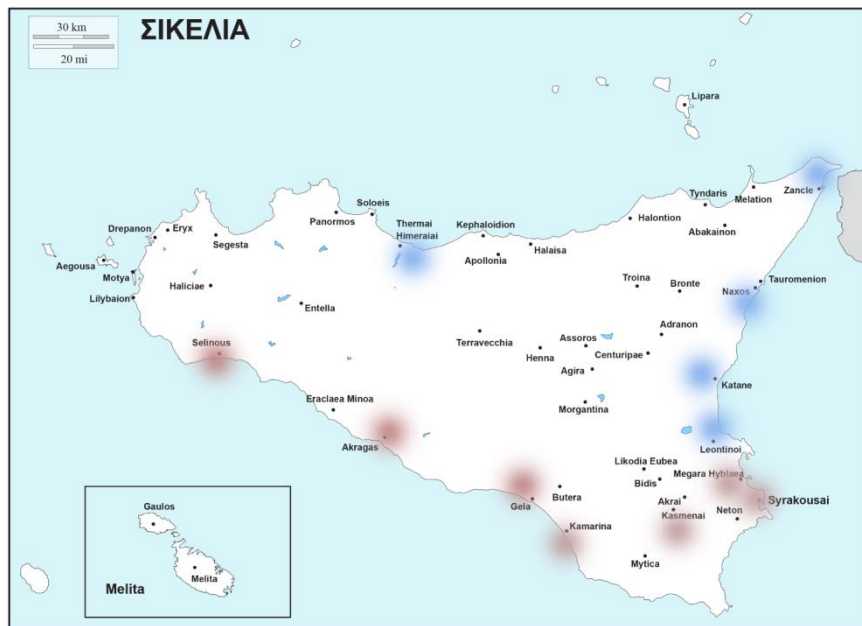 30 km
20 mi
ΣΙΚΕΛΙΑ
Lipara
Zancle
Melation
Tyndaris
Soloeis
Panormos
Thermai
Himeraiai
Kephaloidion
Halontion
Abakainon
Drepanon
Eryx
Segesta
Halaisa
Apollonia
Aegousa
Motya
Haliciae
Lilybaion
Entella
Troina
Bronte
Tauromenion
Naxos
Adranon
Terravecchia
Selinous
Henna
Assoros
Centuripae
Agira
Katane
Eraclaea Minoa
Morgantina
Akragas
Leontinoi
Likodia Eubea
Megara Hyblaea
Bidis
Butera
Gela
Akrai
Kasmenai
Syrakousai
Neton
Kamarina
Mytica
Gaulos
Melita
Melita